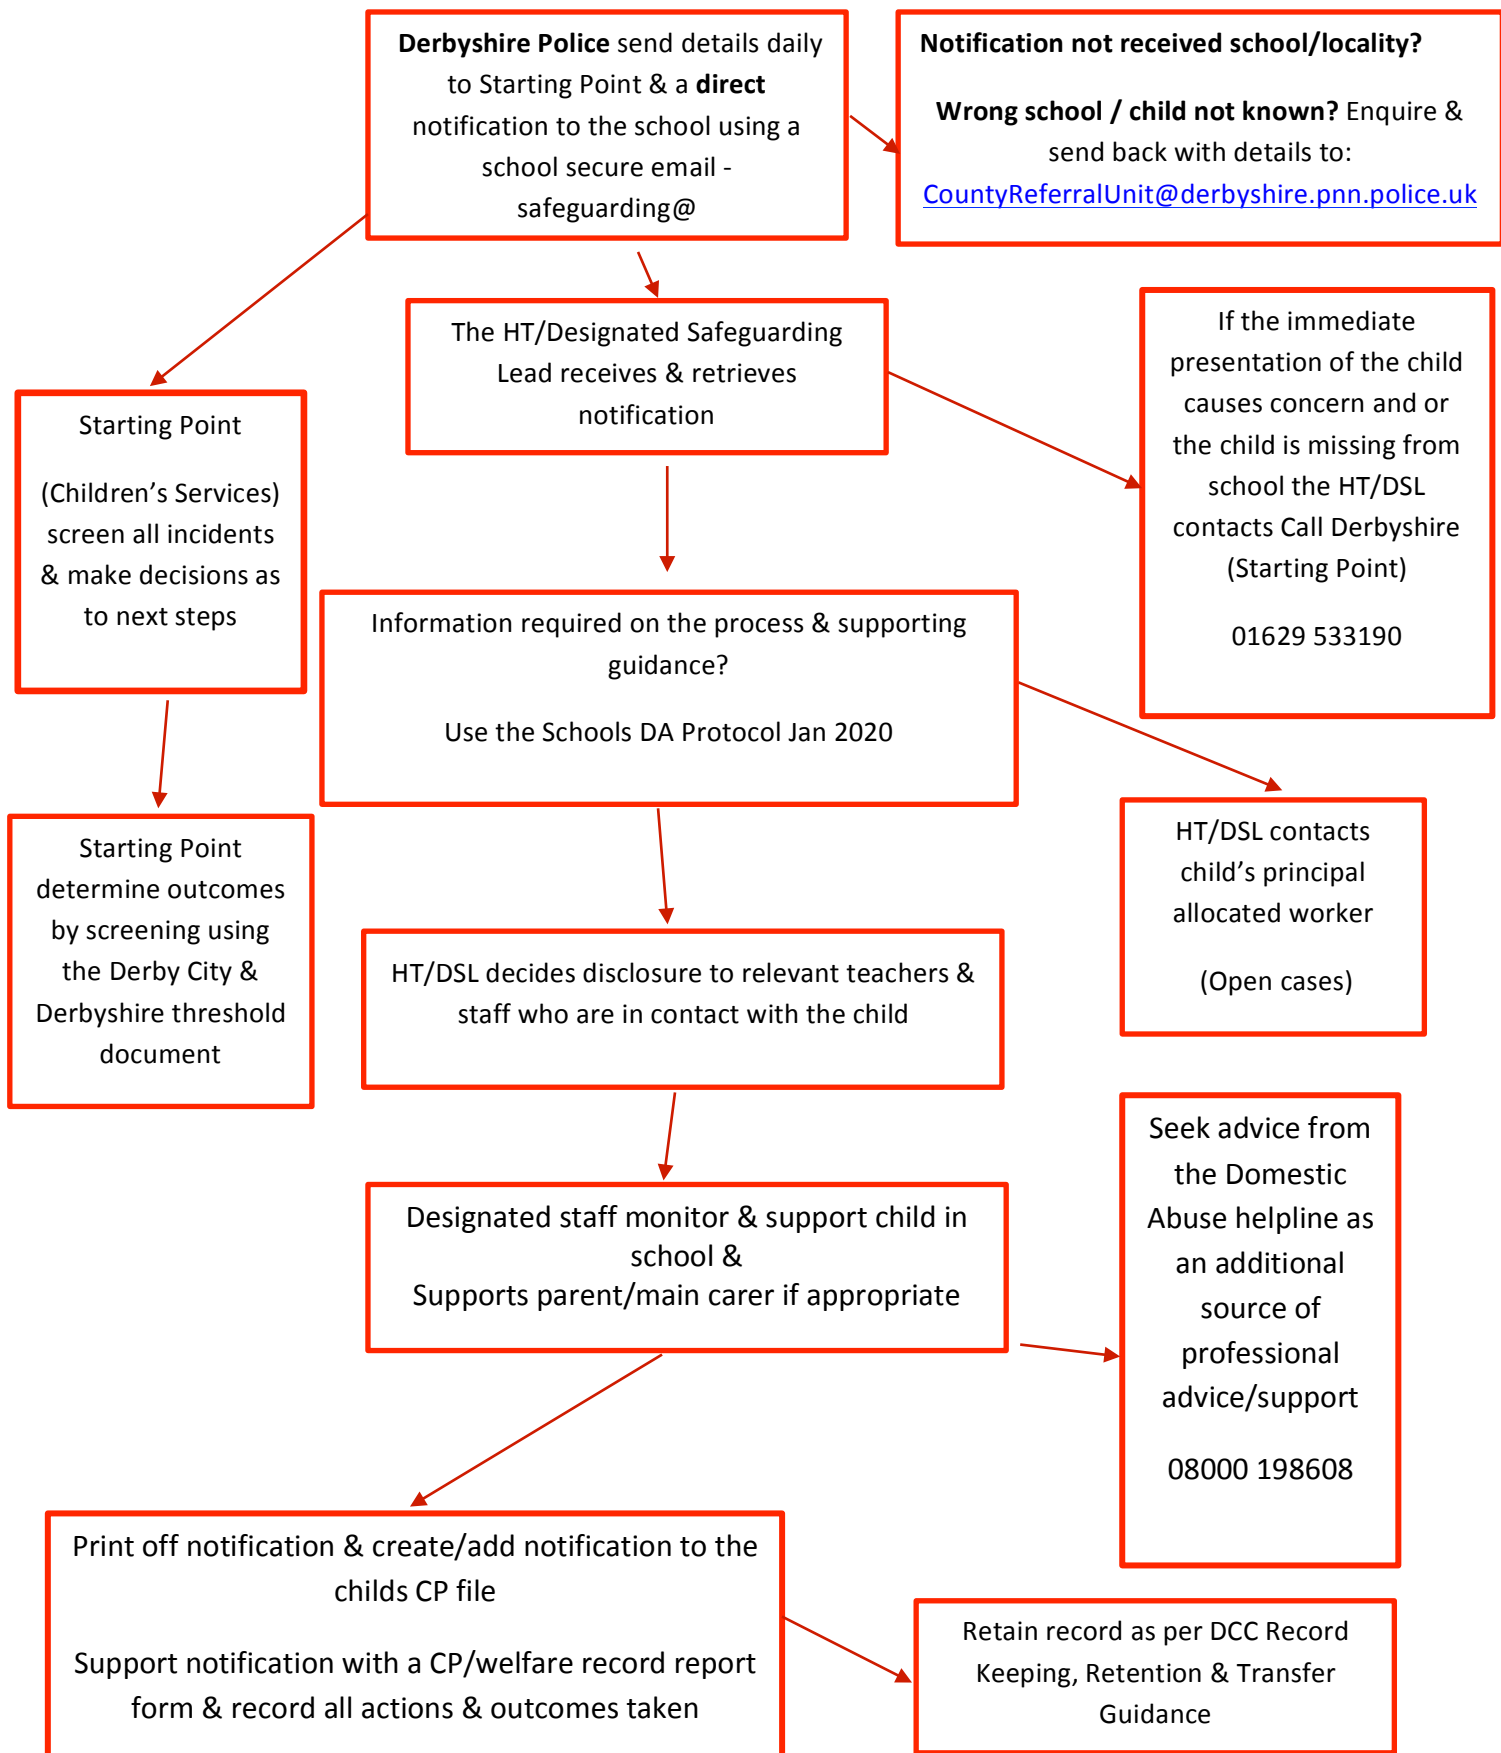 Derbyshire Police send details daily
to Starting Point & a direct
notification to the school using a
school secure email -
safeguarding@
Notification not received school/locality?
Wrong school / child not known? Enquire &
send back with details to:
CountyReferralUnit@derbyshire.pnn.police.uk
The HT/Designated Safeguarding
Lead receives & retrieves
notification
If the immediate
presentation of the child
causes concern and or
the child is missing from
school the HT/DSL
contacts Call Derbyshire
(Starting Point)
01629 533190
Starting Point
(Children’s Services)
screen all incidents
& make decisions as
to next steps
Information required on the process & supporting
guidance?
Use the Schools DA Protocol Jan 2020
Starting Point
determine outcomes
by screening using
the Derby City &
Derbyshire threshold
document
HT/DSL contacts
child’s principal
allocated worker
(Open cases)
HT/DSL decides disclosure to relevant teachers &
staff who are in contact with the child
Designated staff monitor & support child in
school &
Supports parent/main carer if appropriate
Seek advice from
the Domestic
Abuse helpline as
an additional
source of
professional
advice/support
08000 198608
Print off notification & create/add notification to the
childs CP file
Support notification with a CP/welfare record report
form & record all actions & outcomes taken
Retain record as per DCC Record
Keeping, Retention & Transfer
Guidance